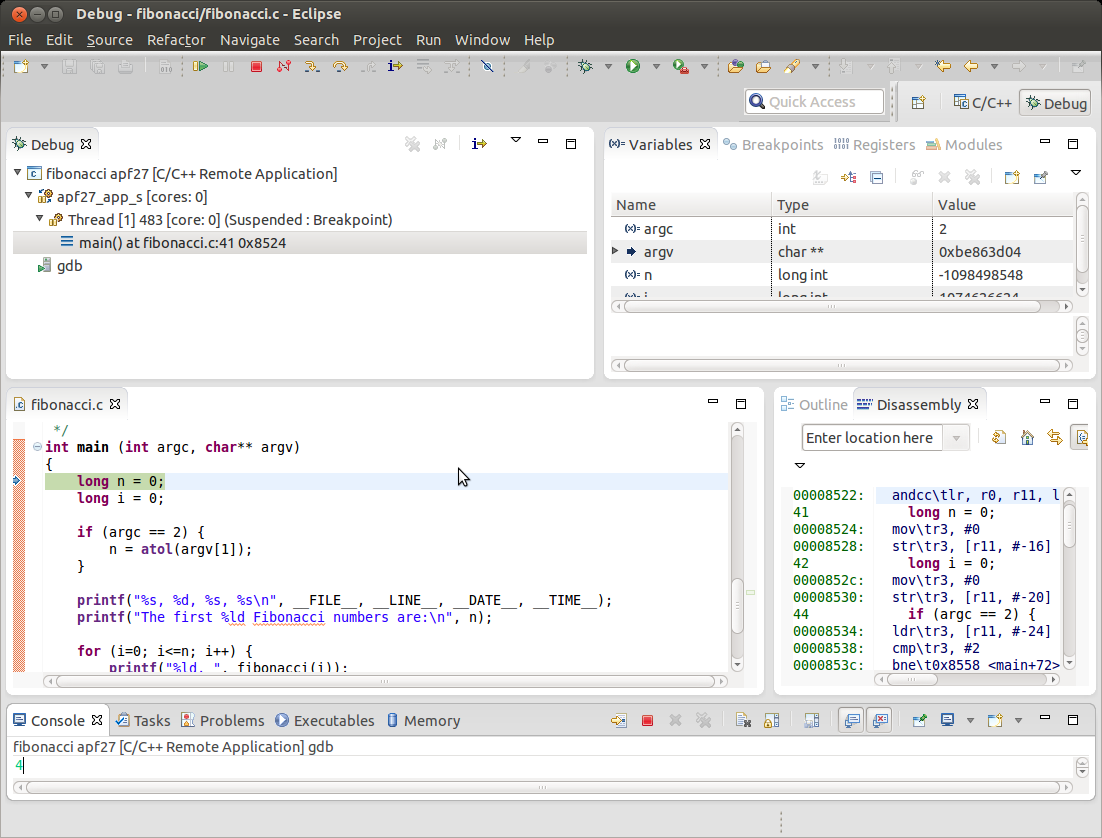 Debug - fibonacci/fibonacci.c - Eclipse
File Edit Source Refactor Navigate Search Project Run Window Help
Quick Access
C/C++ Debug
Debug
fibonacci apf27 [C/C++ Remote Application]
apf27_app_s [cores: 0]
Thread [1] 483 [core: 0] (Suspended : Breakpoint)
main() at fibonacci.c:41 0x8524
gdb
Variables Breakpoints Registers Modules
Name Type Value
argc int 2
argv char ** 0xbe863d04
n long int -1098498548
i long int 1074636624
fibonacci.c
*/
int main (int argc, char** argv)
{
long n = 0;
long i = 0;
if (argc == 2) {
n = atol(argv[1]);
}
printf("%s, %d, %s, %s\n", __FILE__, __LINE__, __DATE__, __TIME__);
printf("The first %ld Fibonacci numbers are:\n", n);
for (i=0; i<=n; i++) {
printf("%ld, ", fibonacci(i));
Outline Disassembly
Enter location here
00008522: andcc\tlr, r0, r11, l
41 long n = 0;
00008524: mov\tr3, #0
00008528: str\tr3, [r11, #-16]
42 long i = 0;
0000852c: mov\tr3, #0
00008530: str\tr3, [r11, #-20]
44 if (argc == 2) {
00008534: ldr\tr3, [r11, #-24]
00008538: cmp\tr3, #2
0000853c: bne\t0x8558 <main+72>
Console Tasks Problems Executables Memory
fibonacci apf27 [C/C++ Remote Application] gdb
4